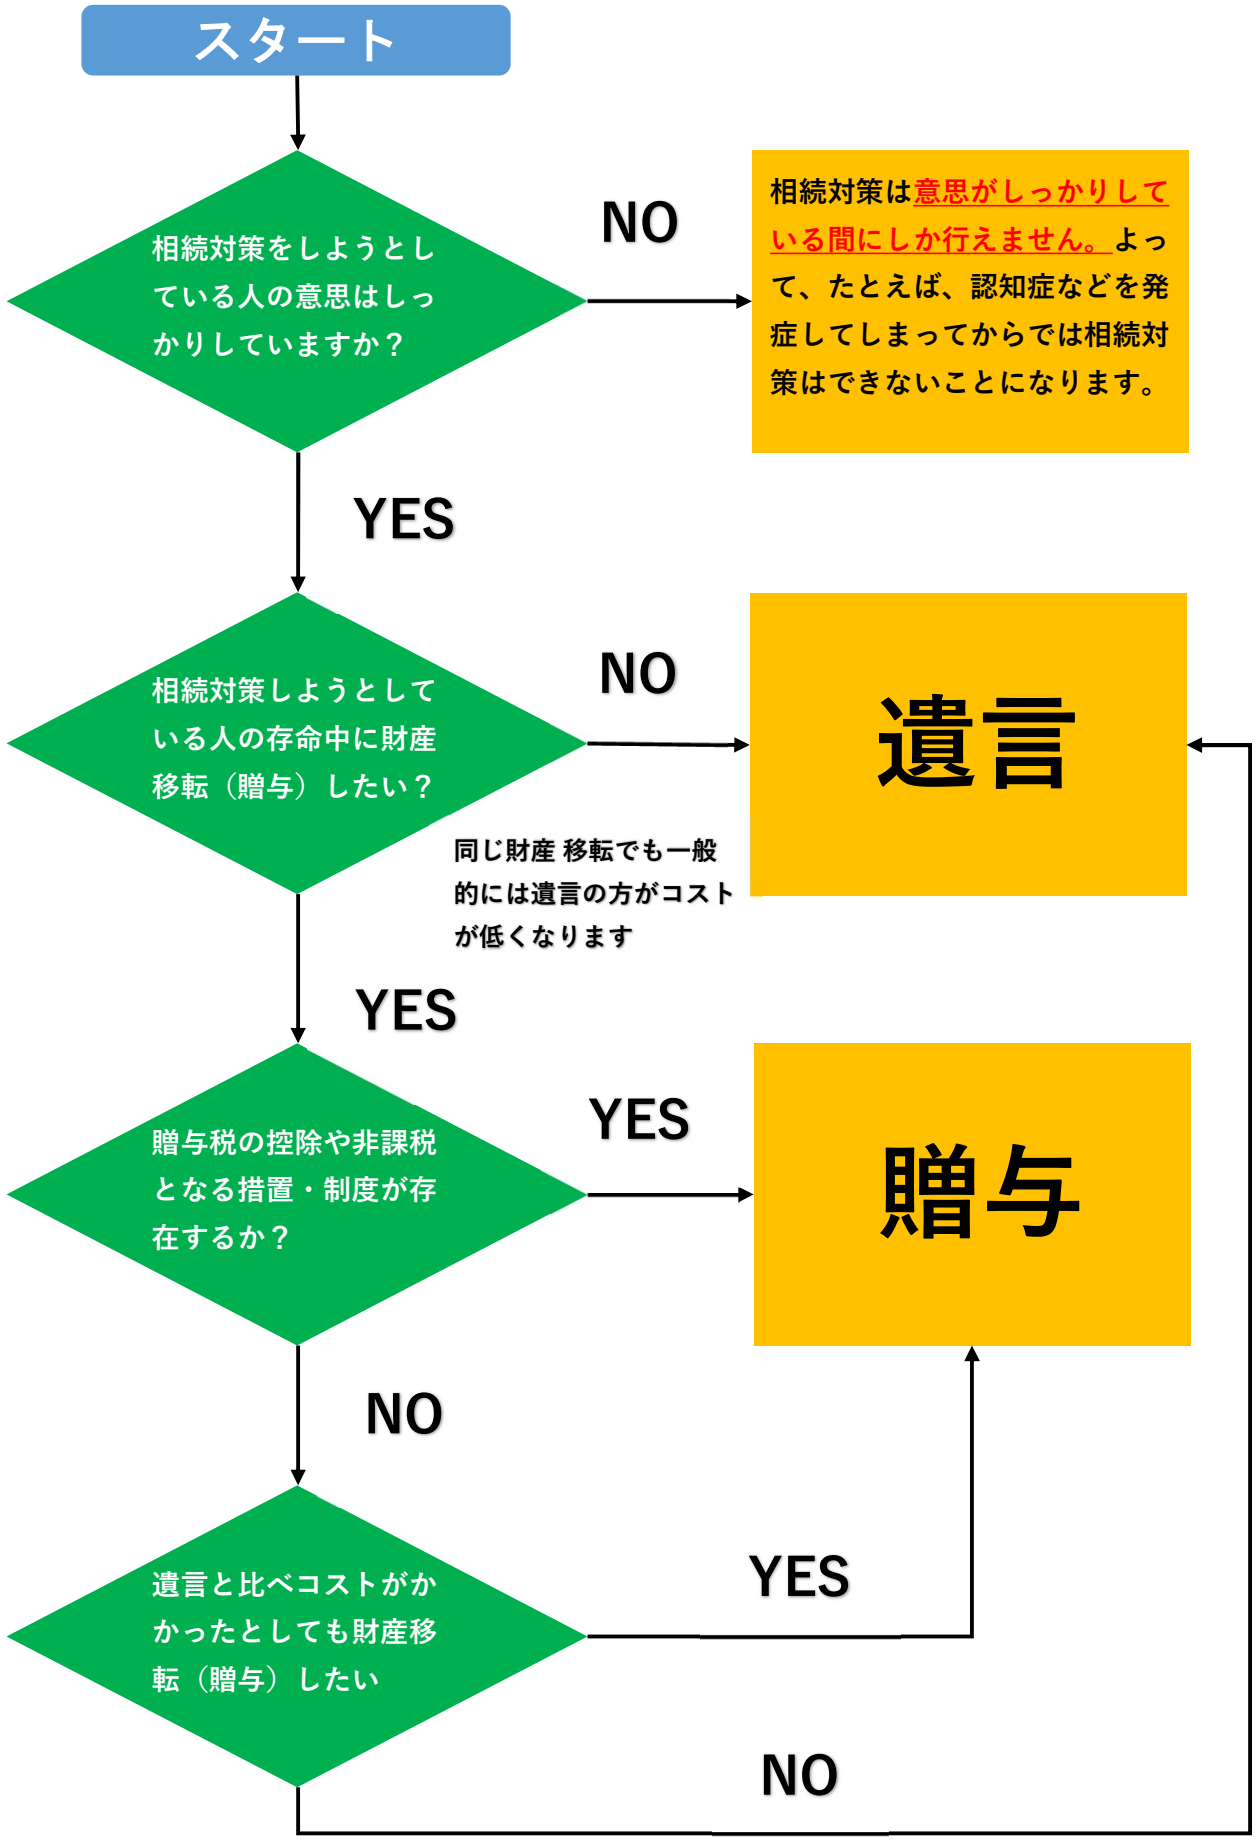 スタート
相続対策をしようとし
ている人の意思はしっ
かりしていますか？
NO
相続対策は意思がしっかりして
いる間にしか行えません。よっ
て、たとえば、認知症などを発
症してしまってからでは相続対
策はできないことになります。
YES
相続対策しようとして
いる人の存命中に財産
移転（贈与）したい？
NO
遺言
同じ財産 移転でも一般
的には遺言の方がコスト
が低くなります
YES
贈与税の控除や非課税
となる措置・制度が存
在するか？
YES
贈与
NO
遺言と比べコストがか
かったとしても財産移
転（贈与）したい
YES
NO